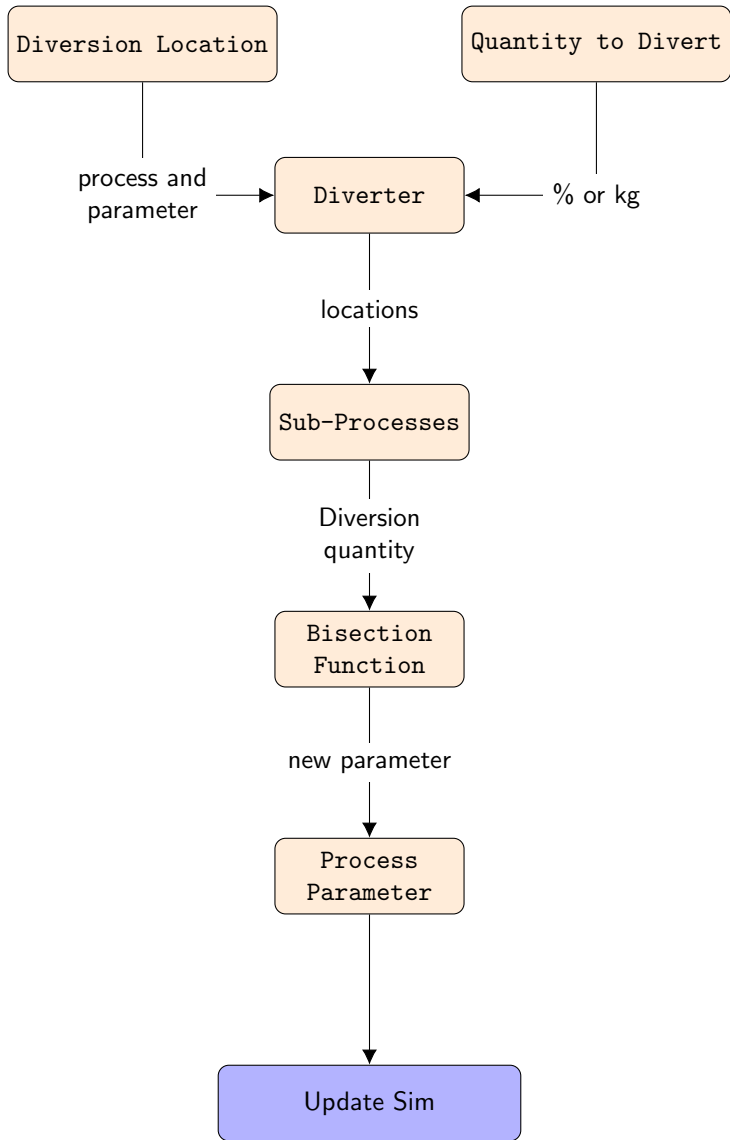 Diversion Location
Quantity to Divert
process and
parameter
Diverter
% or kg
locations
Sub-Processes
Diversion
quantity
Bisection
Function
new parameter
Process
Parameter
Update Sim